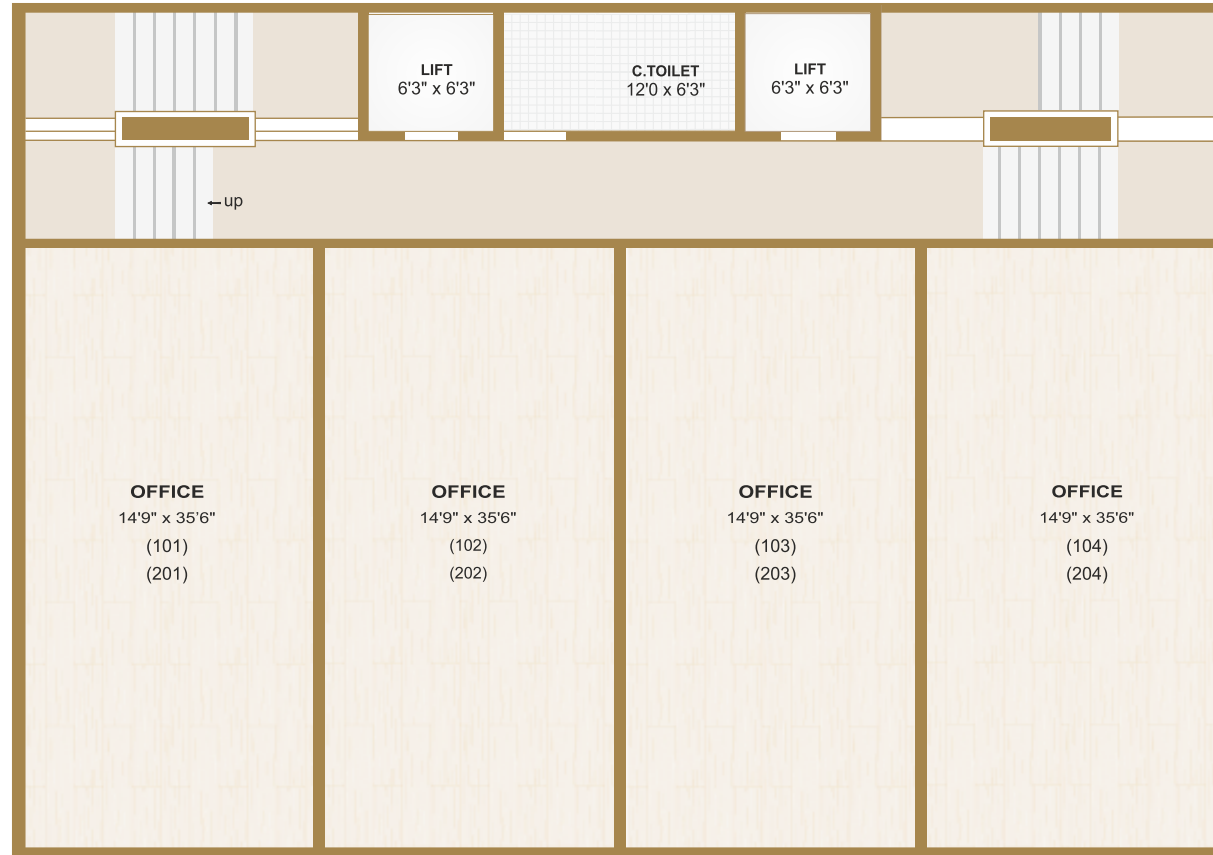 LIFT
6'3" x 6'3"
C.TOILET
12'0 x 6'3"
LIFT
6'3" x 6'3"
up
OFFICE
14'9" x 35'6"
(101)
(201)
OFFICE
14'9" x 35'6"
(102)
(202)
OFFICE
14'9" x 35'6"
(103)
(203)
OFFICE
14'9" x 35'6"
(104)
(204)